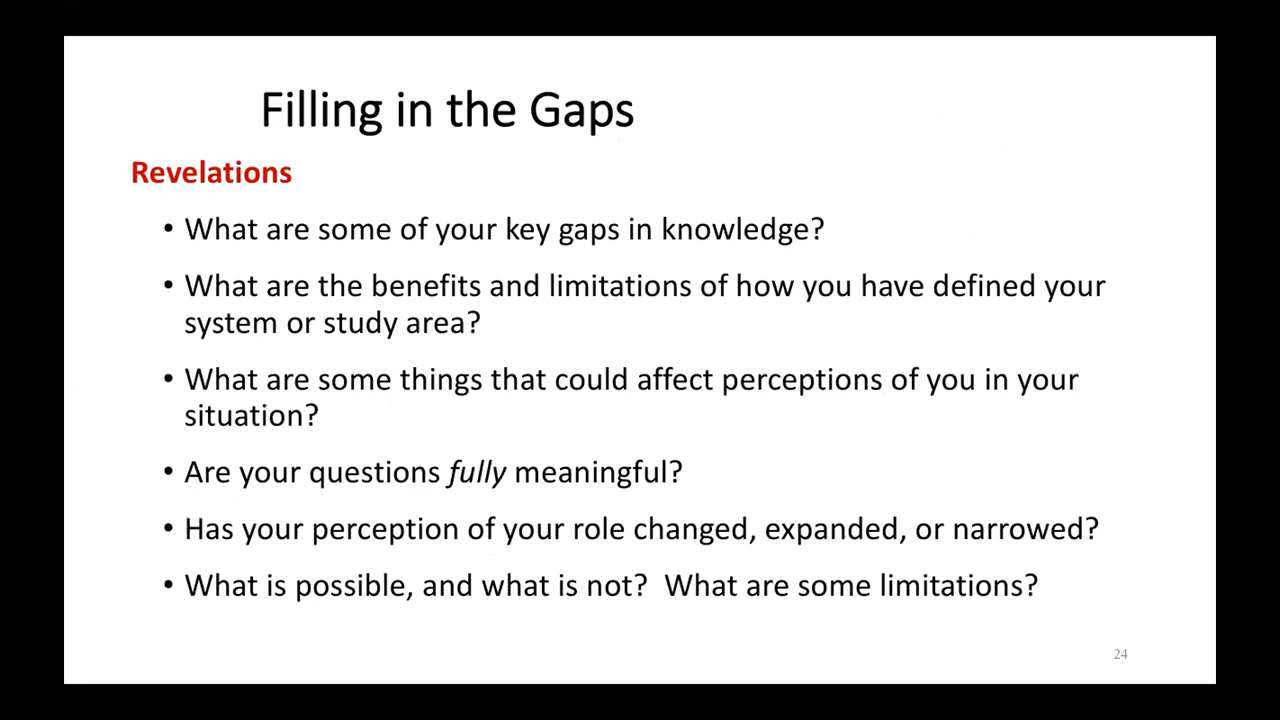 Filling in the Gaps
Revelations
• What are some of your key gaps in knowledge?
• What are the benefits and limitations of how you have defined your
system or study area?
• What are some things that could affect perceptions of you in your
situation?
• Are your questions fully meaningful?
• Has your perception of your role changed, expanded, or narrowed?
• What is possible, and what is not?  What are some limitations?
24